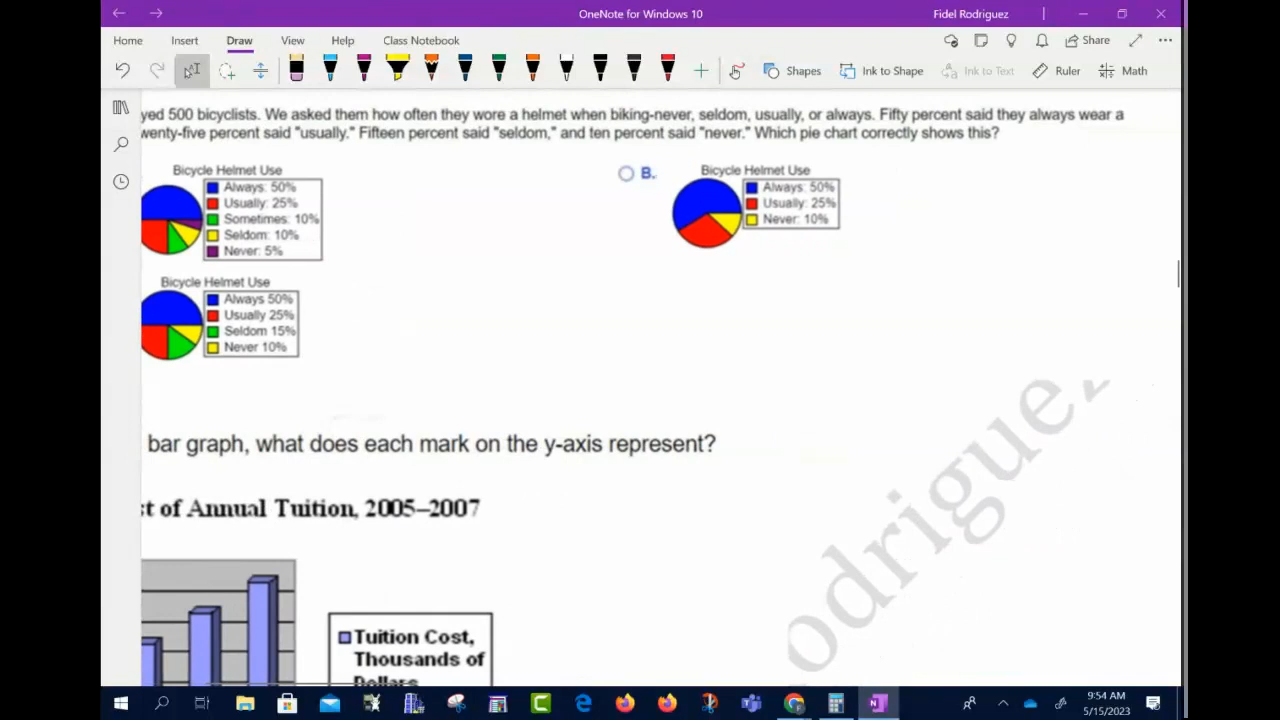 OneNote for Windows 10
Fidel Rodriguez
Home Insert Draw View Help Class Notebook
Share
Shapes Ink to Shape Ink to Text Ruler Math
yed 500 bicyclists. We asked them how often they wore a helmet when biking-never, seldom, usually, or always. Fifty percent said they always wear a
wenty-five percent said "usually." Fifteen percent said "seldom," and ten percent said "never." Which pie chart correctly shows this?
Bicycle Helmet Use
Always: 50%
Usually: 25%
Sometimes: 10%
Seldom: 10%
Never: 5%
B.
Bicycle Helmet Use
Always: 50%
Usually: 25%
Never: 10%
Bicycle Helmet Use
Always 50%
Usually 25%
Seldom 15%
Never 10%
bar graph, what does each mark on the y-axis represent?
st of Annual Tuition, 2005–2007
Tuition Cost,
Thousands of
Dollars
odrigue
9:54 AM
5/15/2023